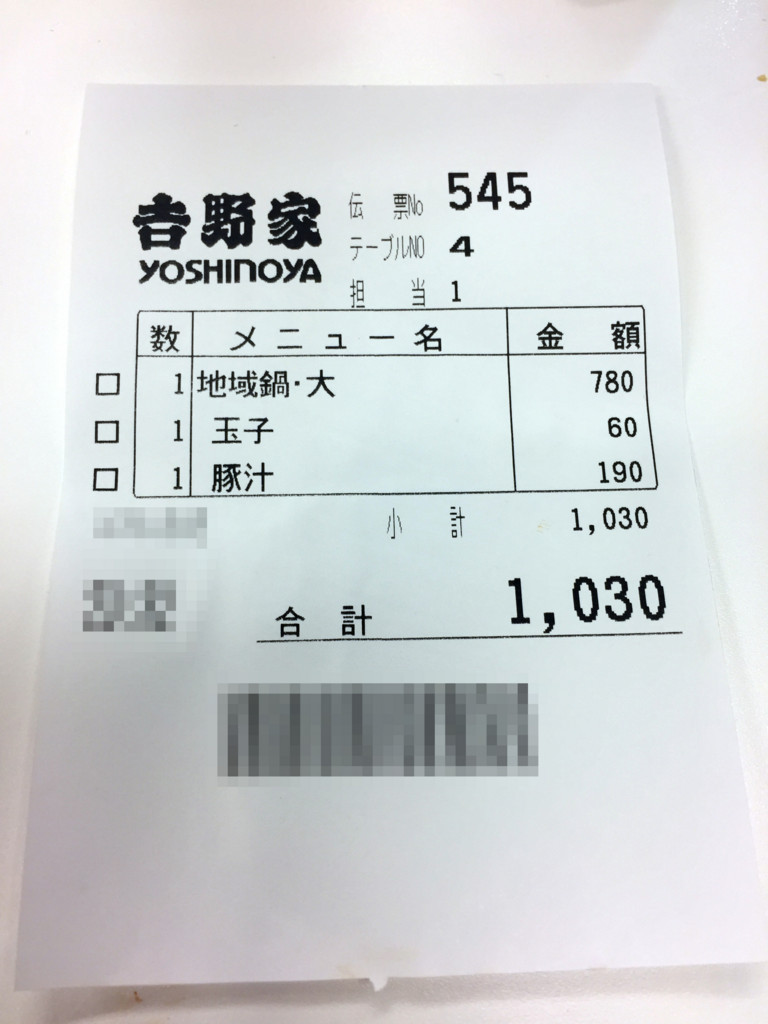 吉野家
YOSHINOYA
伝票No 545
テーブルNO 4
担当 1
数 メニュー名 金額
□ 1 地域鍋・大 780
□ 1 玉子 60
□ 1 豚汁 190
小計 1,030
合計 1,030